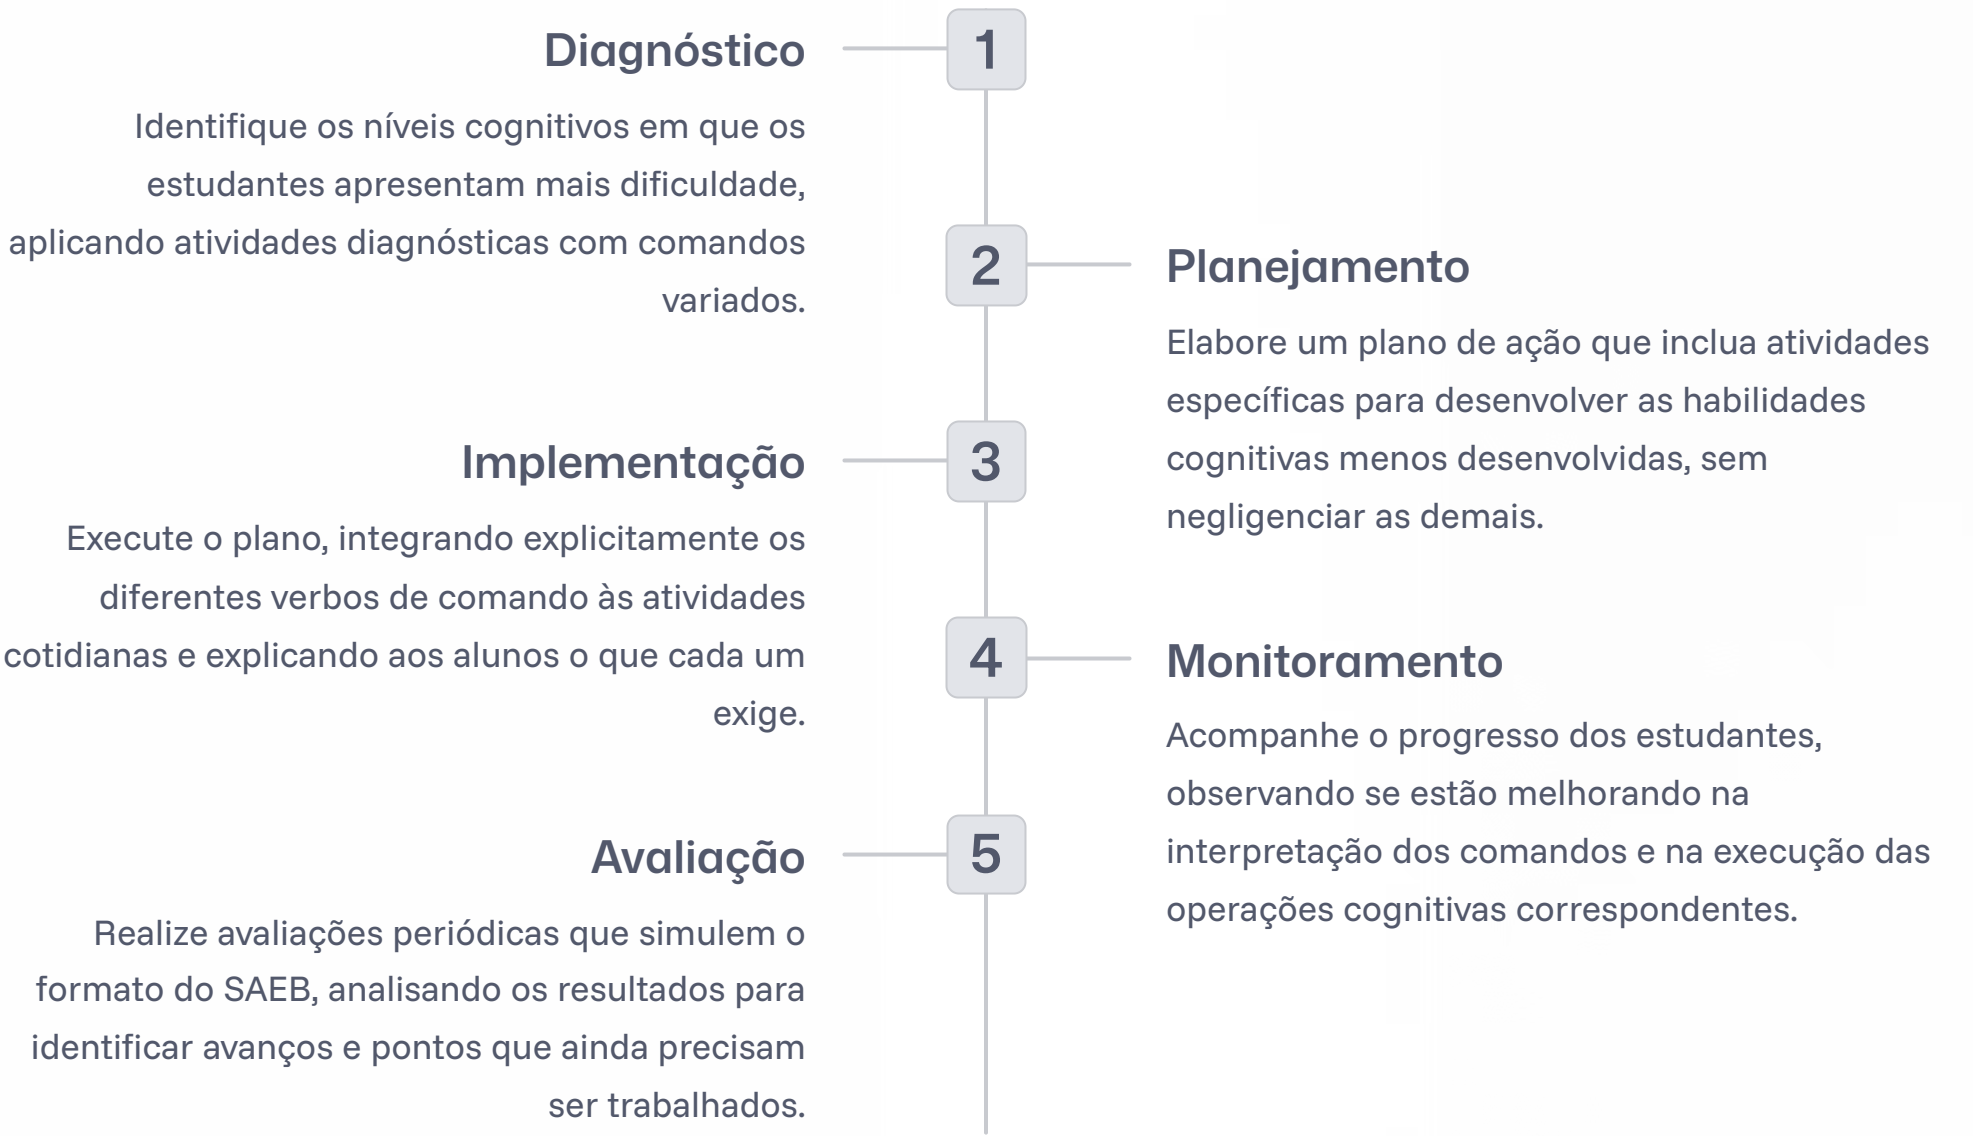 1
Diagnóstico
Identifique os níveis cognitivos em que os
estudantes apresentam mais dificuldade,
aplicando atividades diagnósticas com comandos
variados.
2
Planejamento
Elabore um plano de ação que inclua atividades
específicas para desenvolver as habilidades
cognitivas menos desenvolvidas, sem
negligenciar as demais.
3
Implementação
Execute o plano, integrando explicitamente os
diferentes verbos de comando às atividades
cotidianas e explicando aos alunos o que cada um
exige.
4
Monitoramento
Acompanhe o progresso dos estudantes,
observando se estão melhorando na
interpretação dos comandos e na execução das
operações cognitivas correspondentes.
5
Avaliação
Realize avaliações periódicas que simulem o
formato do SAEB, analisando os resultados para
identificar avanços e pontos que ainda precisam
ser trabalhados.